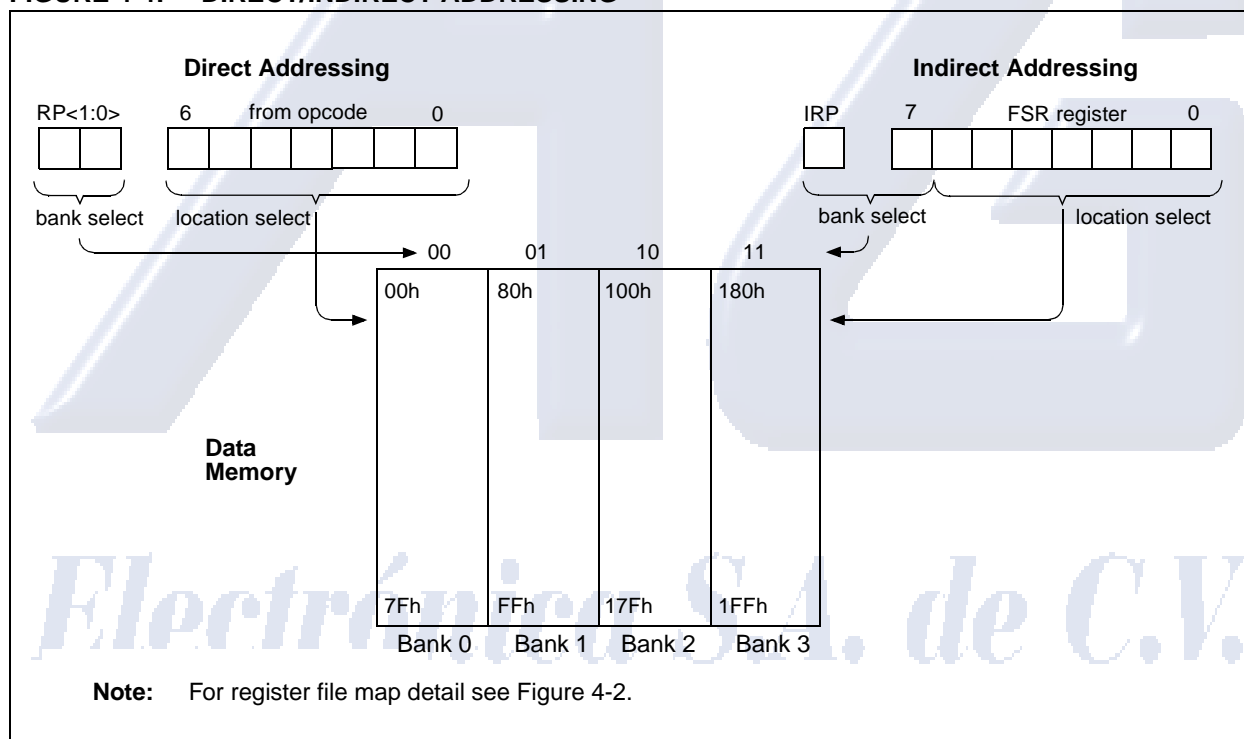 FIGURE 4-4: DIRECT/INDIRECT ADDRESSING
Direct Addressing
Indirect Addressing
RP<1:0> 6 from opcode 0
IRP 7 FSR register 0
bank select location select
bank select location select
00 01 10 11
00h 80h 100h 180h
Data
Memory
7Fh FFh 17Fh 1FFh
Bank 0 Bank 1 Bank 2 Bank 3
Electrónica S.A. de C.V.
Note: For register file map detail see Figure 4-2.